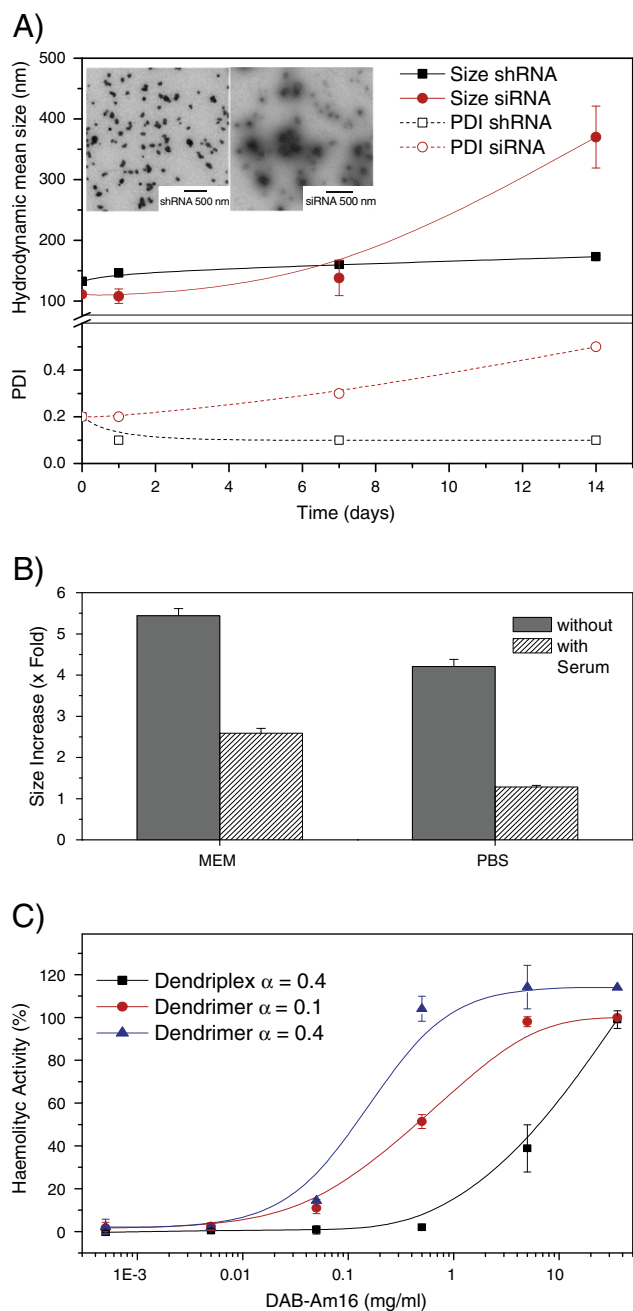 A)
500
400
300
200
100
Hydrodynamic mean size (nm)
Size shRNA
Size siRNA
PDI shRNA
PDI siRNA
shRNA 500 nm
siRNA 500 nm
0.4
0.2
0.0
PDI
0 2 4 6 8 10 12 14
Time (days)
B)
6
5
4
3
2
1
0
Size Increase (x Fold)
without
with
Serum
MEM PBS
C)
120
100
80
60
40
20
0
Haemolityc Activity (%)
Dendriplex α = 0.4
Dendrimer α = 0.1
Dendrimer α = 0.4
1E-3 0.01 0.1 1 10
DAB-Am16 (mg/ml)